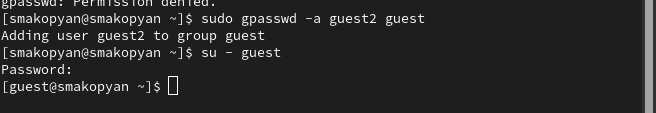 gpasswd: Permission denied.
[smakopyan@smakopyan ~]$ sudo gpasswd -a guest2 guest
Adding user guest2 to group guest
[smakopyan@smakopyan ~]$ su - guest
Password:
[guest@smakopyan ~]$